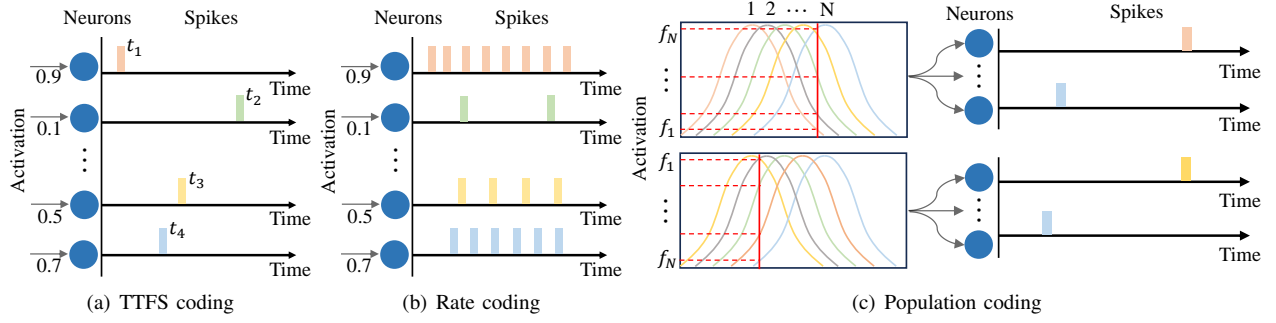 Neurons Spikes
Activation
0.9
t₁
Time
0.1
t₂
Time
⋮
0.5
t₃
Time
0.7
t₄
Time
(a) TTFS coding
Neurons Spikes
Activation
0.9
Time
0.1
Time
⋮
0.5
Time
0.7
Time
(b) Rate coding
1 2 ⋯ N
Activation
f_N
⋮
f₁
f₁
⋮
f_N
Neurons Spikes
Time
⋮
Time
Time
⋮
Time
(c) Population coding